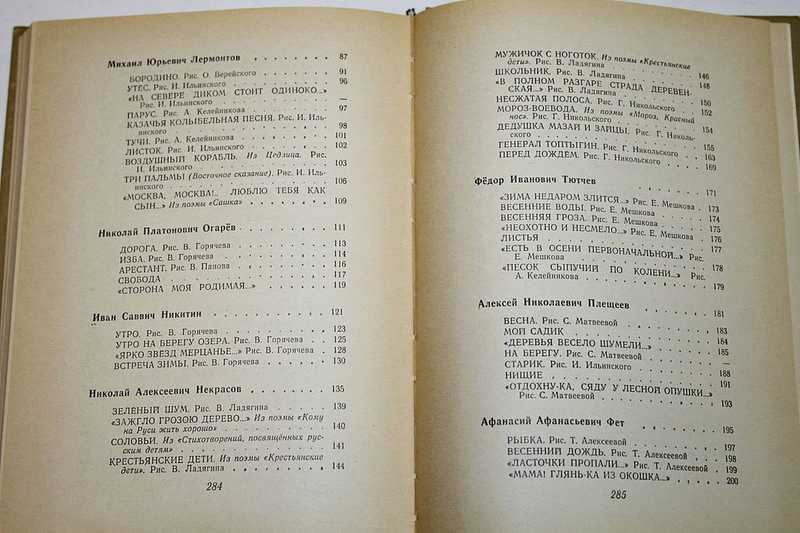 Михаил Юрьевич Лермонтов . . . . . . . 87
БОРОДИНО. Рис. О. Верейского . . . . . . 91
УТЕС. Рис. И. Ильинского . . . . . . . 96
«НА СЕВЕРЕ ДИКОМ СТОИТ ОДИНОКО...»
Рис. И. Ильинского . . . . . . . . . —
ПАРУС. Рис. А. Келейникова . . . . . . 97
КАЗАЧЬЯ КОЛЫБЕЛЬНАЯ ПЕСНЯ. Рис. И. Иль-
инского . . . . . . . . . . . . 98
ТУЧИ. Рис. А. Келейникова . . . . . . . 101
ЛИСТОК. Рис. И. Ильинского . . . . . . 102
ВОЗДУШНЫЙ КОРАБЛЬ. Из Цедлица. Рис.
И. Ильинского . . . . . . . . . . 103
ТРИ ПАЛЬМЫ (Восточное сказание). Рис. И. Иль-
инского . . . . . . . . . . . . 106
«МОСКВА, МОСКВА!.. ЛЮБЛЮ ТЕБЯ КАК
СЫН...» Из поэмы «Сашка» . . . . . . 109
Николай Платонович Огарёв . . . . . . . 111
ДОРОГА. Рис. В. Горячева . . . . . . . 113
ИЗБА. Рис. В. Горячева . . . . . . . . 114
АРЕСТАНТ. Рис. В. Панова . . . . . . . 116
СВОБОДА . . . . . . . . . . . . 117
«СТОРОНА МОЯ РОДИМАЯ...» . . . . . . 119
Иван Саввич Никитин . . . . . . . . . 121
УТРО. Рис. В. Горячева . . . . . . . . 123
УТРО НА БЕРЕГУ ОЗЕРА. Рис. В. Горячева . . 125
«ЯРКО ЗВЕЗД МЕРЦАНЬЕ...» Рис. В. Горячева . 128
ВСТРЕЧА ЗИМЫ. Рис. В. Горячева . . . . . 130
Николай Алексеевич Некрасов . . . . . . . 135
ЗЕЛЕНЫЙ ШУМ. Рис. В. Ладягина . . . . . 139
«ЗАЖГЛО ГРОЗОЮ ДЕРЕВО...» Из поэмы «Кому
на Руси жить хорошо» . . . . . . . . 140
СОЛОВЬИ. Из «Стихотворений, посвящённых рус-
ским детям» . . . . . . . . . . . 141
КРЕСТЬЯНСКИЕ ДЕТИ. Из поэмы «Крестьянские
дети». Рис. В. Ладягина . . . . . . . 144
284
МУЖИЧОК С НОГОТОК. Из поэмы «Крестьянские
дети». Рис. В. Ладягина . . . . . . . 146
ШКОЛЬНИК. Рис. В. Ладягина . . . . . . 148
«В ПОЛНОМ РАЗГАРЕ СТРАДА ДЕРЕВЕН-
СКАЯ...» Рис. В. Ладягина . . . . . . 150
НЕСЖАТАЯ ПОЛОСА. Рис. Г. Никольского . . 152
МОРОЗ-ВОЕВОДА. Из поэмы «Мороз, Красный
нос». Рис. Г. Никольского . . . . . . 154
ДЕДУШКА МАЗАЙ И ЗАЙЦЫ. Рис. Г. Николь-
ского . . . . . . . . . . . . . 155
ГЕНЕРАЛ ТОПТЫГИН. Рис. Г. Никольского . . 163
ПЕРЕД ДОЖДЕМ. Рис. Г. Никольского . . . 169
Фёдор Иванович Тютчев . . . . . . . . 171
«ЗИМА НЕДАРОМ ЗЛИТСЯ...» Рис. Е. Мешкова . 173
ВЕСЕННИЕ ВОДЫ. Рис. Е. Мешкова . . . . 174
ВЕСЕННЯЯ ГРОЗА. Рис. Е. Мешкова . . . . 175
«НЕОХОТНО И НЕСМЕЛО...» Рис. Е. Мешкова . 176
ЛИСТЬЯ . . . . . . . . . . . . . 177
«ЕСТЬ В ОСЕНИ ПЕРВОНАЧАЛЬНОЙ...» Рис.
Е. Мешкова . . . . . . . . . . . 178
«ПЕСОК СЫПУЧИЙ ПО КОЛЕНИ...» Рис.
А. Келейникова . . . . . . . . . . 179
Алексей Николаевич Плещеев . . . . . . . 181
ВЕСНА. Рис. С. Матвеевой . . . . . . . 183
МОЙ САДИК . . . . . . . . . . . 184
«ДЕРЕВЬЯ ВЕСЕЛО ШУМЕЛИ...» . . . . . 185
НА БЕРЕГУ. Рис. С. Матвеевой . . . . . . —
СТАРИК. Рис. И. Ильинского . . . . . . 188
НИЩИЕ . . . . . . . . . . . . . 191
«ОТДОХНУ-КА, СЯДУ У ЛЕСНОЙ ОПУШКИ...»
Рис. С. Матвеевой . . . . . . . . . 193
Афанасий Афанасьевич Фет . . . . . . . 195
РЫБКА. Рис. Т. Алексеевой . . . . . . . 197
ВЕСЕННИЙ ДОЖДЬ. Рис. Т. Алексеевой . . . 198
«ЛАСТОЧКИ ПРОПАЛИ...» Рис. Т. Алексеевой . 199
«МАМА! ГЛЯНЬ-КА ИЗ ОКОШКА...» . . . . . 200
285